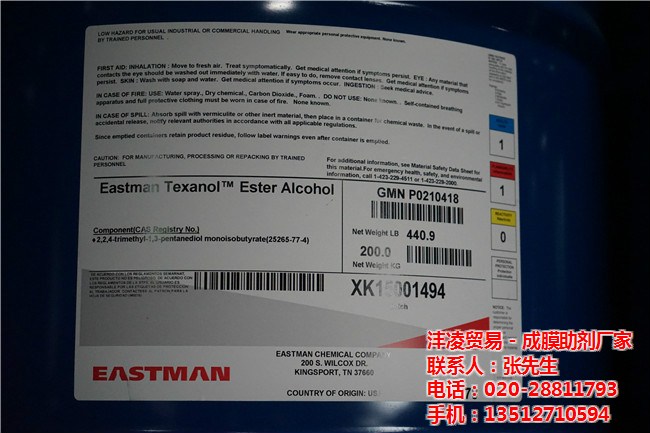 LOW HAZARD FOR USUAL INDUSTRIAL OR COMMERCIAL HANDLING BY TRAINED PERSONNEL
Wear appropriate personal protective equipment. None known.
FIRST AID: INHALATION: Move to fresh air. Treat symptomatically. Get medical attention if symptoms persist. EYE: Any material that
contacts the eye should be washed out immediately with water. If easy to do, remove contact lenses. Get medical attention if symptoms
persist. SKIN: Wash with soap and water. Get medical attention if symptoms occur. INGESTION: Seek medical advice.
IN CASE OF FIRE: USE: Water spray., Dry chemical., Carbon Dioxide., Foam. . DO NOT USE: None known. . Self-contained breathing
apparatus and full protective clothing must be worn in case of fire. None known.
IN CASE OF SPILL: Absorb spill with vermiculite or other inert material, then place in a container for chemical waste. In the event of a spill or
accidental release, notify relevant authorities in accordance with all applicable regulations.
Since emptied containers retain product residue, follow label warnings even after container is emptied.
CAUTION: FOR MANUFACTURING, PROCESSING OR REPACKING BY TRAINED
PERSONNEL
For additional information, see Material Safety Data Sheet for
this material.For emergency health, safety, and environmental
information, call 1-423-229-4511 or 1-423-229-2000.
Eastman Texanol™ Ester Alcohol
GMN P0210418
Component(CAS Registry No.)
♦2,2,4-trimethyl-1,3-pentanediol monoisobutyrate(25265-77-4)
Net Weight LB 440.9
200.0
Net Weight KG
1
1
0
XK15001494
EASTMAN
EASTMAN CHEMICAL COMPANY
200 S. WILCOX DR.
KINGSPORT, TN 37660
COUNTRY OF ORIGIN: USA
沣凌贸易 - 成膜助剂厂家
联系人：张先生
电话：020-28811793
手机：13512710594